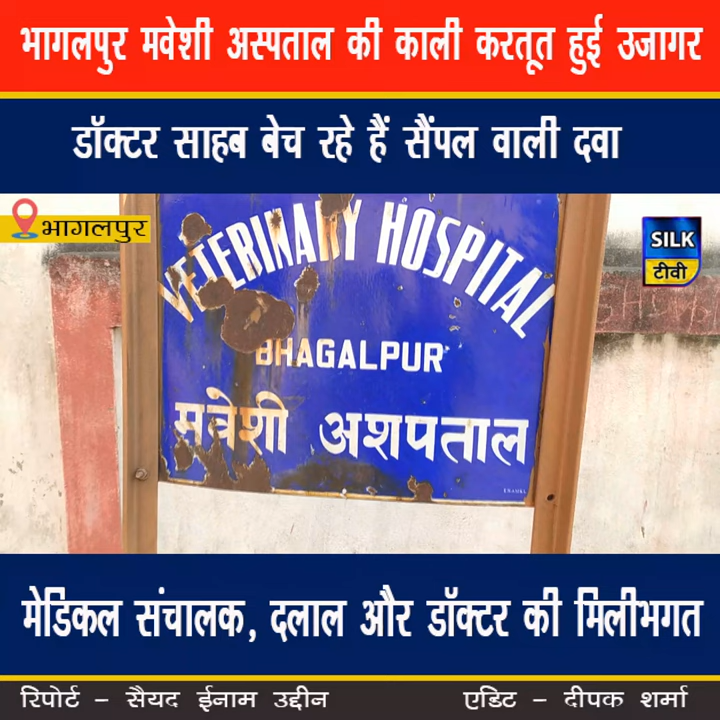 भागलपुर मवेशी अस्पताल की काली करतूत हुई उजागर
डॉक्टर साहब बेच रहे हैं सैंपल वाली दवा
भागलपुर
SILK
टीवी
VETERINARY HOSPITAL
BHAGALPUR
मवेशी अशपताल
मेडिकल संचालक, दलाल और डॉक्टर की मिलीभगत
रिपोर्ट – सैयद ईनाम उद्दीन
एडिट – दीपक शर्मा